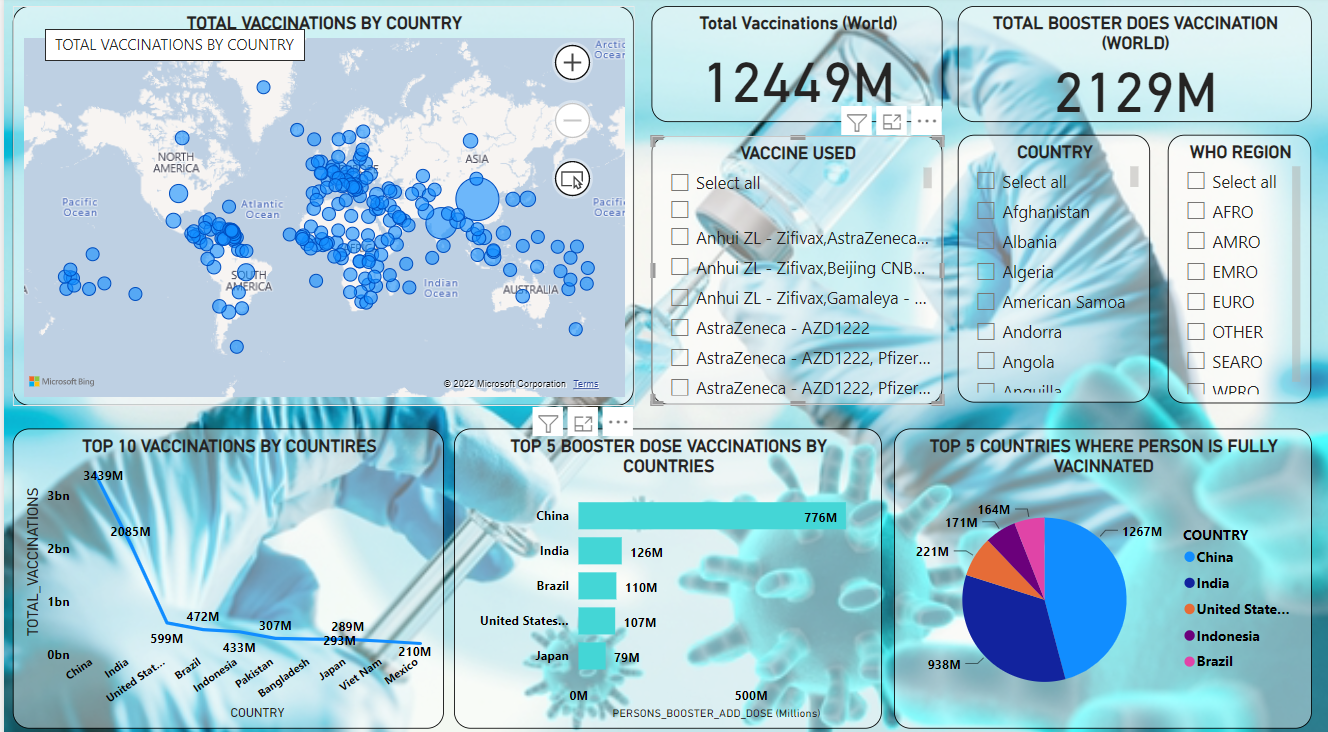 TOTAL VACCINATIONS BY COUNTRY
TOTAL VACCINATIONS BY COUNTRY
Arctic
Ocean
NORTH
AMERICA
ASIA
Pacific
Ocean
Atlantic
Ocean
Pacific
Ocean
AFRICA
SOUTH
AMERICA
Indian
Ocean
AUSTRALIA
Microsoft Bing
© 2022 Microsoft Corporation Terms
Total Vaccinations (World)
12449M
TOTAL BOOSTER DOES VACCINATION
(WORLD)
2129M
VACCINE USED
Select all
Anhui ZL - Zifivax,AstraZeneca...
Anhui ZL - Zifivax,Beijing CNB...
Anhui ZL - Zifivax,Gamaleya - ...
AstraZeneca - AZD1222
AstraZeneca - AZD1222, Pfizer...
AstraZeneca - AZD1222, Pfizer...
COUNTRY
Select all
Afghanistan
Albania
Algeria
American Samoa
Andorra
Angola
Anguilla
WHO REGION
Select all
AFRO
AMRO
EMRO
EURO
OTHER
SEARO
WPRO
TOP 10 VACCINATIONS BY COUNTIRES
TOTAL_VACCINATIONS
3bn
2bn
1bn
0bn
3439M
2085M
599M
472M
433M
307M
293M
289M
210M
China
India
United Stat...
Brazil
Indonesia
Pakistan
Bangladesh
Japan
Viet Nam
Mexico
COUNTRY
TOP 5 BOOSTER DOSE VACCINATIONS BY
COUNTRIES
China 776M
India 126M
Brazil 110M
United States... 107M
Japan 79M
0M 500M
PERSONS_BOOSTER_ADD_DOSE (Millions)
TOP 5 COUNTRIES WHERE PERSON IS FULLY
VACINNATED
164M
171M
221M
938M
1267M
COUNTRY
China
India
United State...
Indonesia
Brazil